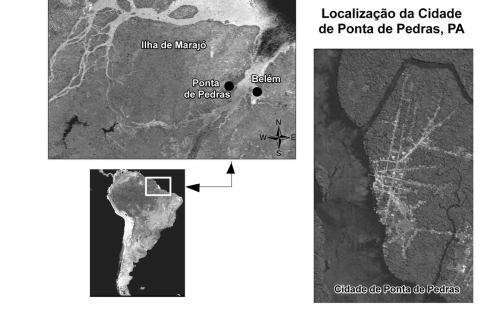 Localização da Cidade
de Ponta de Pedras, PA
Ilha de Marajó
Ponta
de Pedras
Belém
N
W E
S
Cidade de Ponta de Pedras